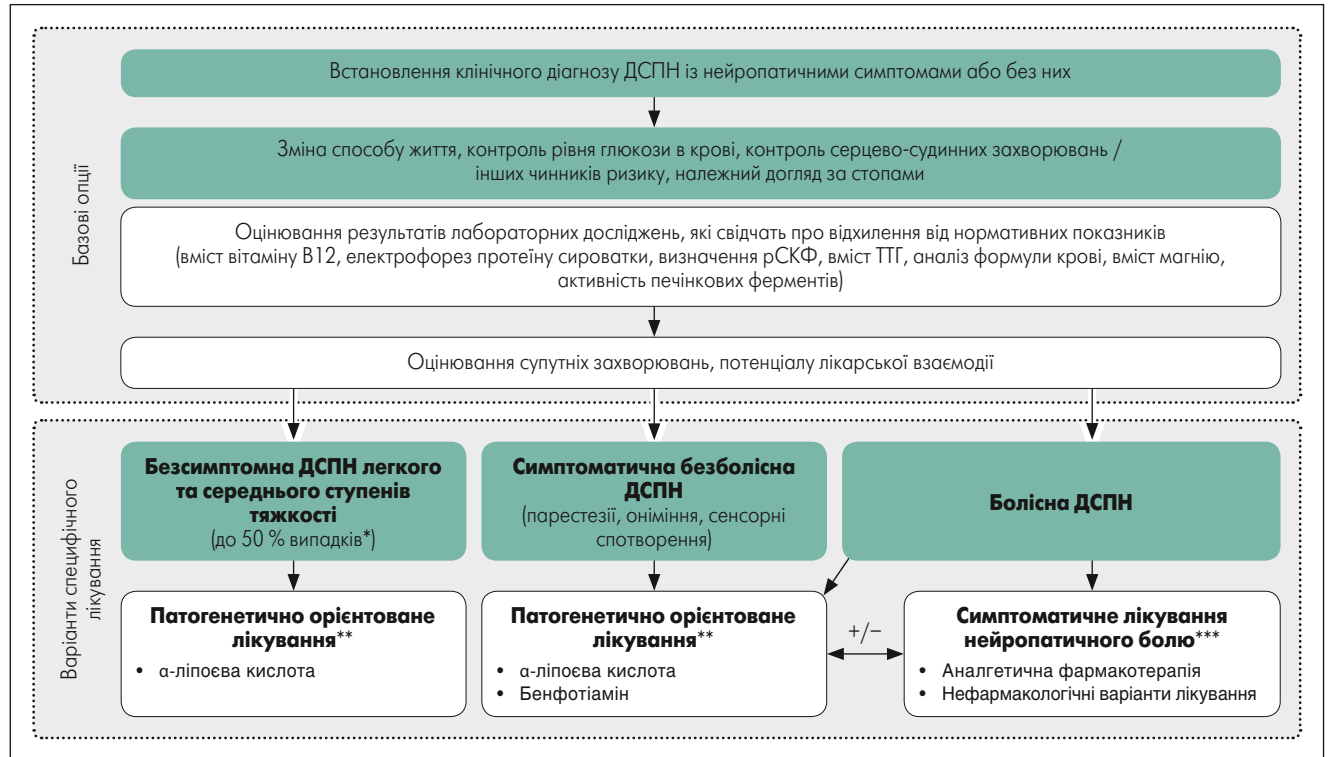 Базові опції
Встановлення клінічного діагнозу ДСПН із нейропатичними симптомами або без них
Зміна способу життя, контроль рівня глюкози в крові, контроль серцево-судинних захворювань /
інших чинників ризику, належний догляд за стопами
Оцінювання результатів лабораторних досліджень, які свідчать про відхилення від нормативних показників
(вміст вітаміну B12, електрофорез протеїну сироватки, визначення рСКФ, вміст ТТГ, аналіз формули крові, вміст магнію,
активність печінкових ферментів)
Оцінювання супутніх захворювань, потенціалу лікарської взаємодії
Варіанти специфічного
лікування
Безсимптомна ДСПН легкого
та середнього ступенів
тяжкості
(до 50 % випадків*)
Симптоматична безболісна
ДСПН
(парестезії, оніміння, сенсорні
спотворення)
Болісна ДСПН
Патогенетично орієнтоване
лікування**
• α-ліпоєва кислота
Патогенетично орієнтоване
лікування**
• α-ліпоєва кислота
• Бенфотіамін
+/−
Симптоматичне лікування
нейропатичного болю***
• Аналгетична фармакотерапія
• Нефармакологічні варіанти лікування